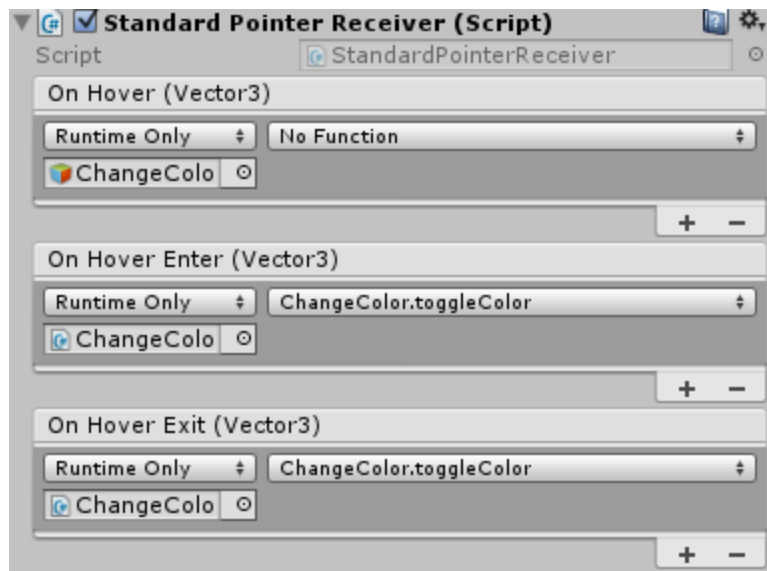 Standard Pointer Receiver (Script)
Script StandardPointerReceiver
On Hover (Vector3)
Runtime Only No Function
ChangeColo
+ −
On Hover Enter (Vector3)
Runtime Only ChangeColor.toggleColor
ChangeColo
+ −
On Hover Exit (Vector3)
Runtime Only ChangeColor.toggleColor
ChangeColo
+ −